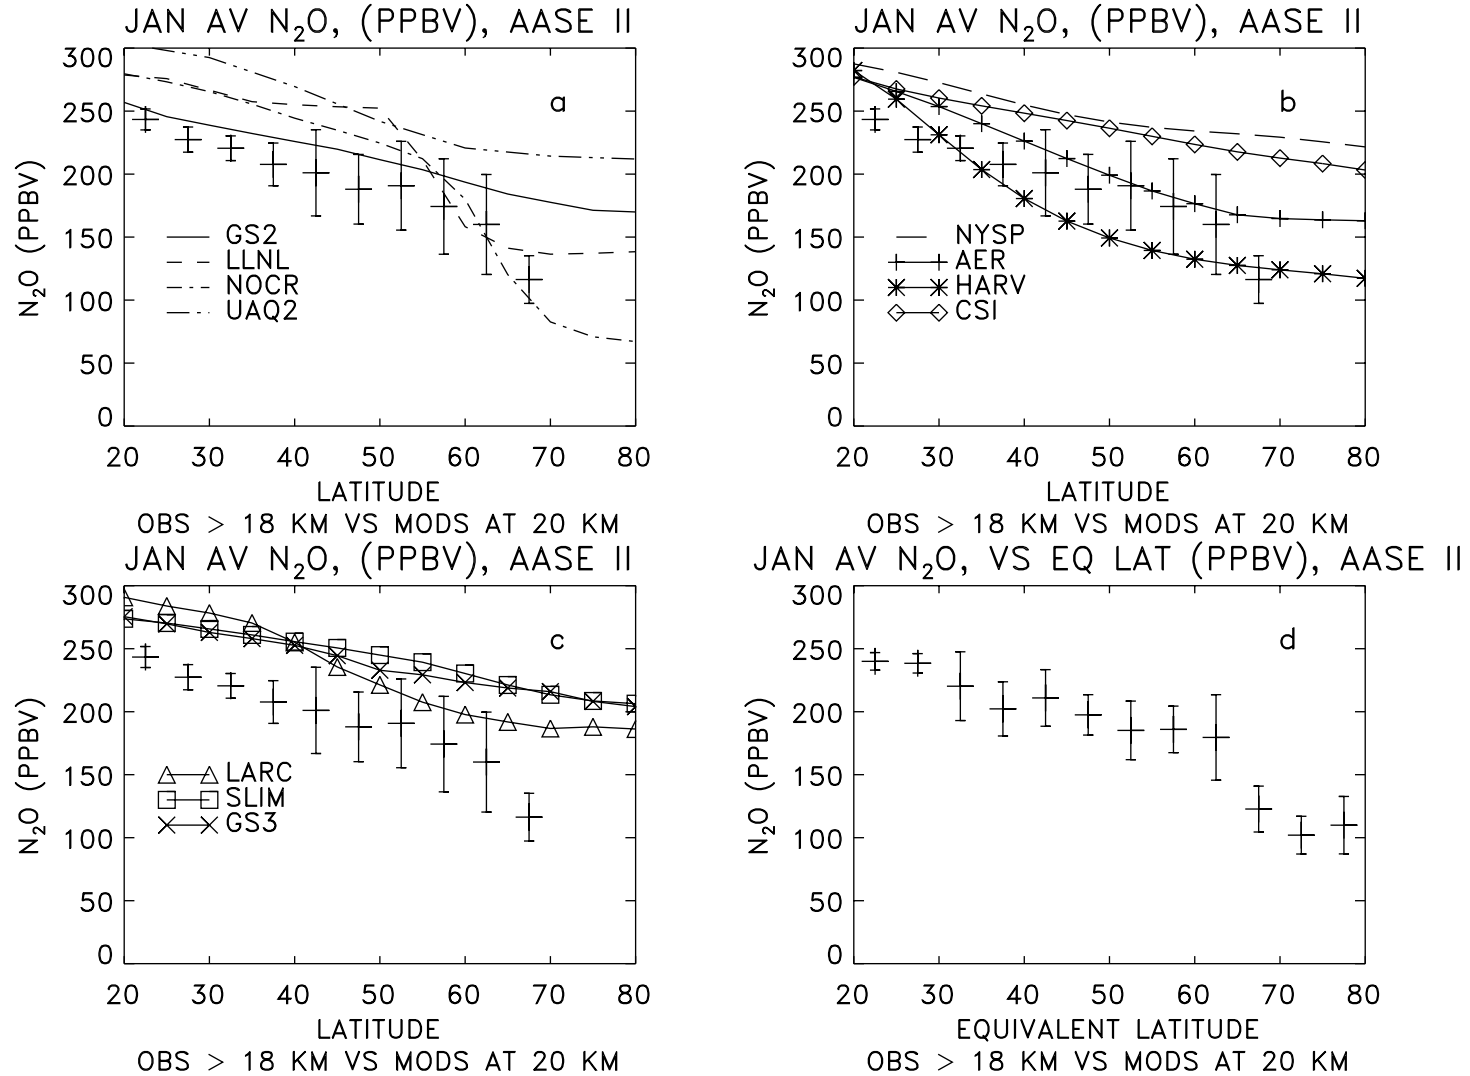 JAN AV N₂O, (PPBV), AASE II
300
250
200
150
100
50
0
N₂O (PPBV)
a
GS2
LLNL
NOCR
UAQ2
20 30 40 50 60 70 80
LATITUDE
OBS > 18 KM VS MODS AT 20 KM
JAN AV N₂O, (PPBV), AASE II
300
250
200
150
100
50
0
N₂O (PPBV)
b
NYSP
AER
HARV
CSI
20 30 40 50 60 70 80
LATITUDE
OBS > 18 KM VS MODS AT 20 KM
JAN AV N₂O, (PPBV), AASE II
300
250
200
150
100
50
0
N₂O (PPBV)
c
LARC
SLIM
GS3
20 30 40 50 60 70 80
LATITUDE
OBS > 18 KM VS MODS AT 20 KM
JAN AV N₂O, VS EQ LAT (PPBV), AASE II
300
250
200
150
100
50
0
N₂O (PPBV)
d
20 30 40 50 60 70 80
EQUIVALENT LATITUDE
OBS > 18 KM VS MODS AT 20 KM